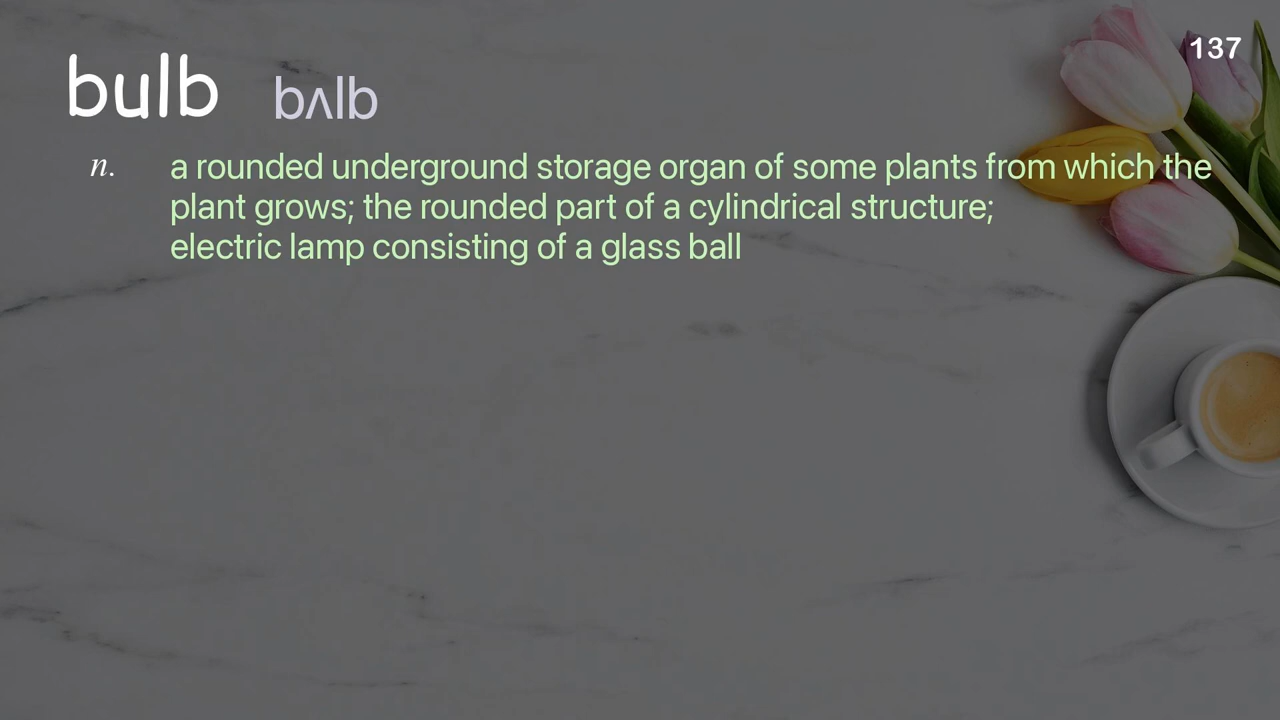 137
bulb bʌlb
n. a rounded underground storage organ of some plants from which the
plant grows; the rounded part of a cylindrical structure;
electric lamp consisting of a glass ball